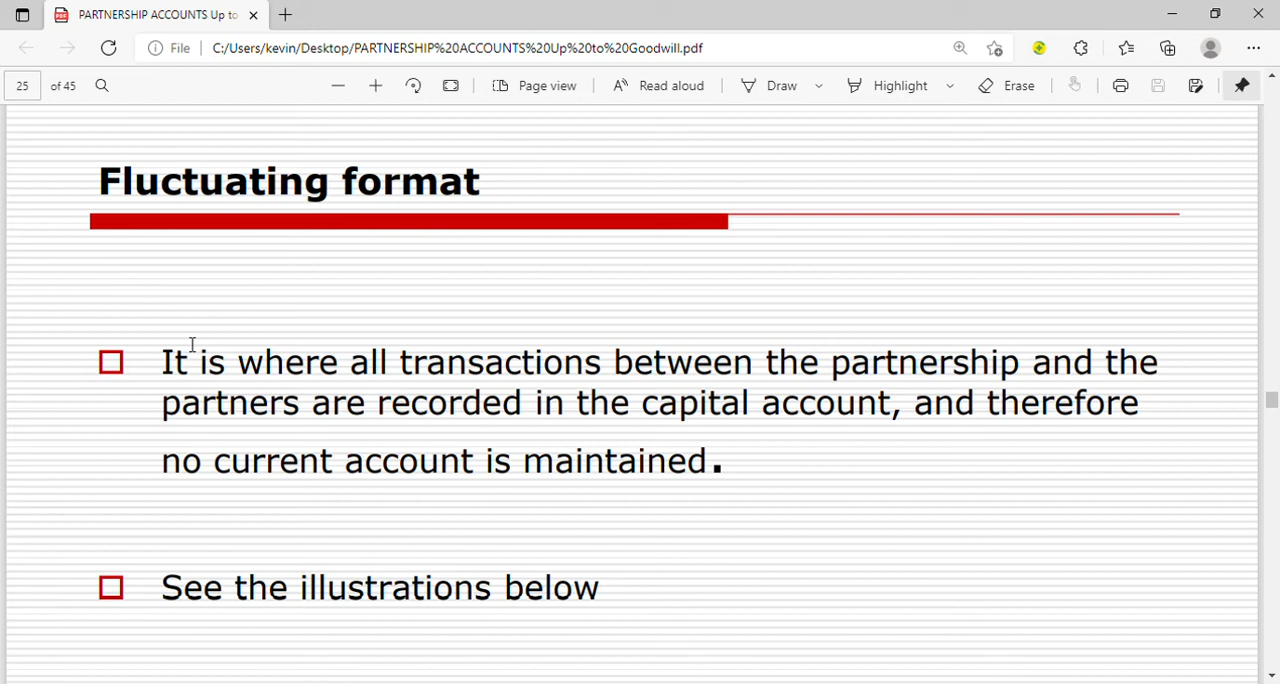 PARTNERSHIP ACCOUNTS Up to
File C:/Users/kevin/Desktop/PARTNERSHIP%20ACCOUNTS%20Up%20to%20Goodwill.pdf
25 of 45 Page view Read aloud Draw Highlight Erase
Fluctuating format
It is where all transactions between the partnership and the
partners are recorded in the capital account, and therefore
no current account is maintained.
See the illustrations below